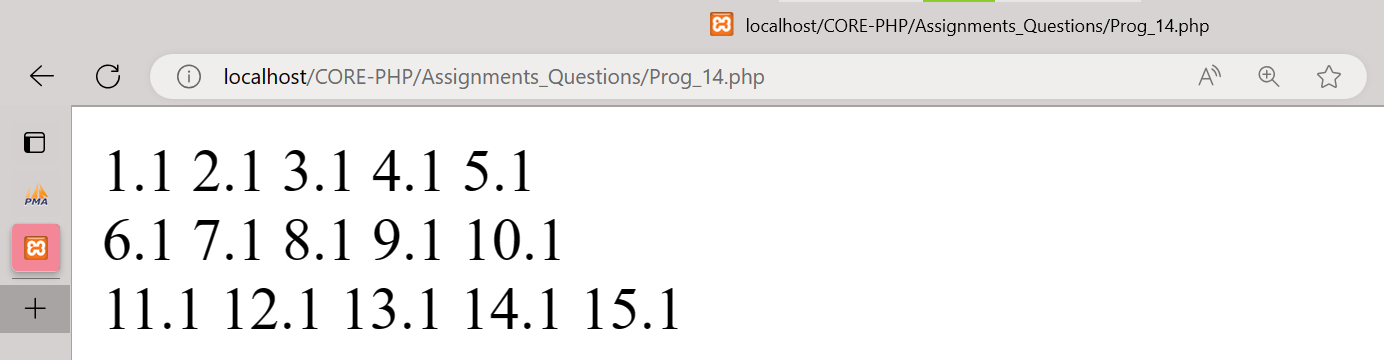 localhost/CORE-PHP/Assignments_Questions/Prog_14.php
localhost/CORE-PHP/Assignments_Questions/Prog_14.php
PMA
1.1 2.1 3.1 4.1 5.1
6.1 7.1 8.1 9.1 10.1
11.1 12.1 13.1 14.1 15.1